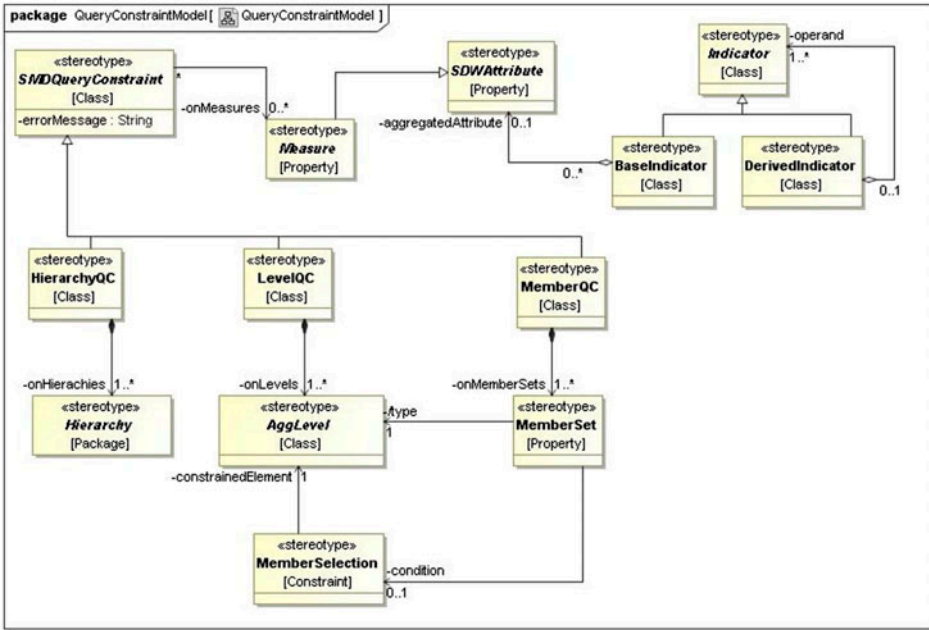 package QueryConstraintModel[ QueryConstraintModel ]
«stereotype»
SMDQueryConstraint
[Class]
-errorMessage : String
*
-onMeasures
0..*
«stereotype»
Measure
[Property]
«stereotype»
SDWAttribute
[Property]
-aggregatedAttribute
0..1
0..*
«stereotype»
Indicator
[Class]
-operand
1..*
«stereotype»
BaseIndicator
[Class]
«stereotype»
DerivedIndicator
[Class]
0..1
«stereotype»
HierarchyQC
[Class]
«stereotype»
LevelQC
[Class]
«stereotype»
MemberQC
[Class]
-onHierachies
1..*
-onLevels
1..*
-onMemberSets
1..*
«stereotype»
Hierarchy
[Package]
«stereotype»
AggLevel
[Class]
-/type
1
«stereotype»
MemberSet
[Property]
-constrainedElement
1
«stereotype»
MemberSelection
[Constraint]
-condition
0..1